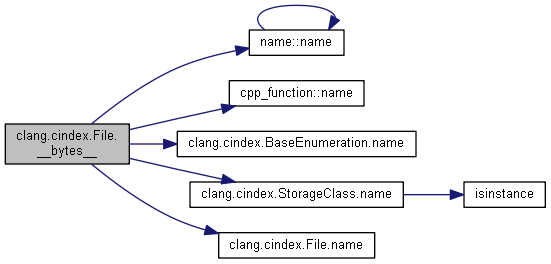 name::name
cpp_function::name
clang.cindex.File.
__bytes__
clang.cindex.BaseEnumeration.name
clang.cindex.StorageClass.name
isinstance
clang.cindex.File.name